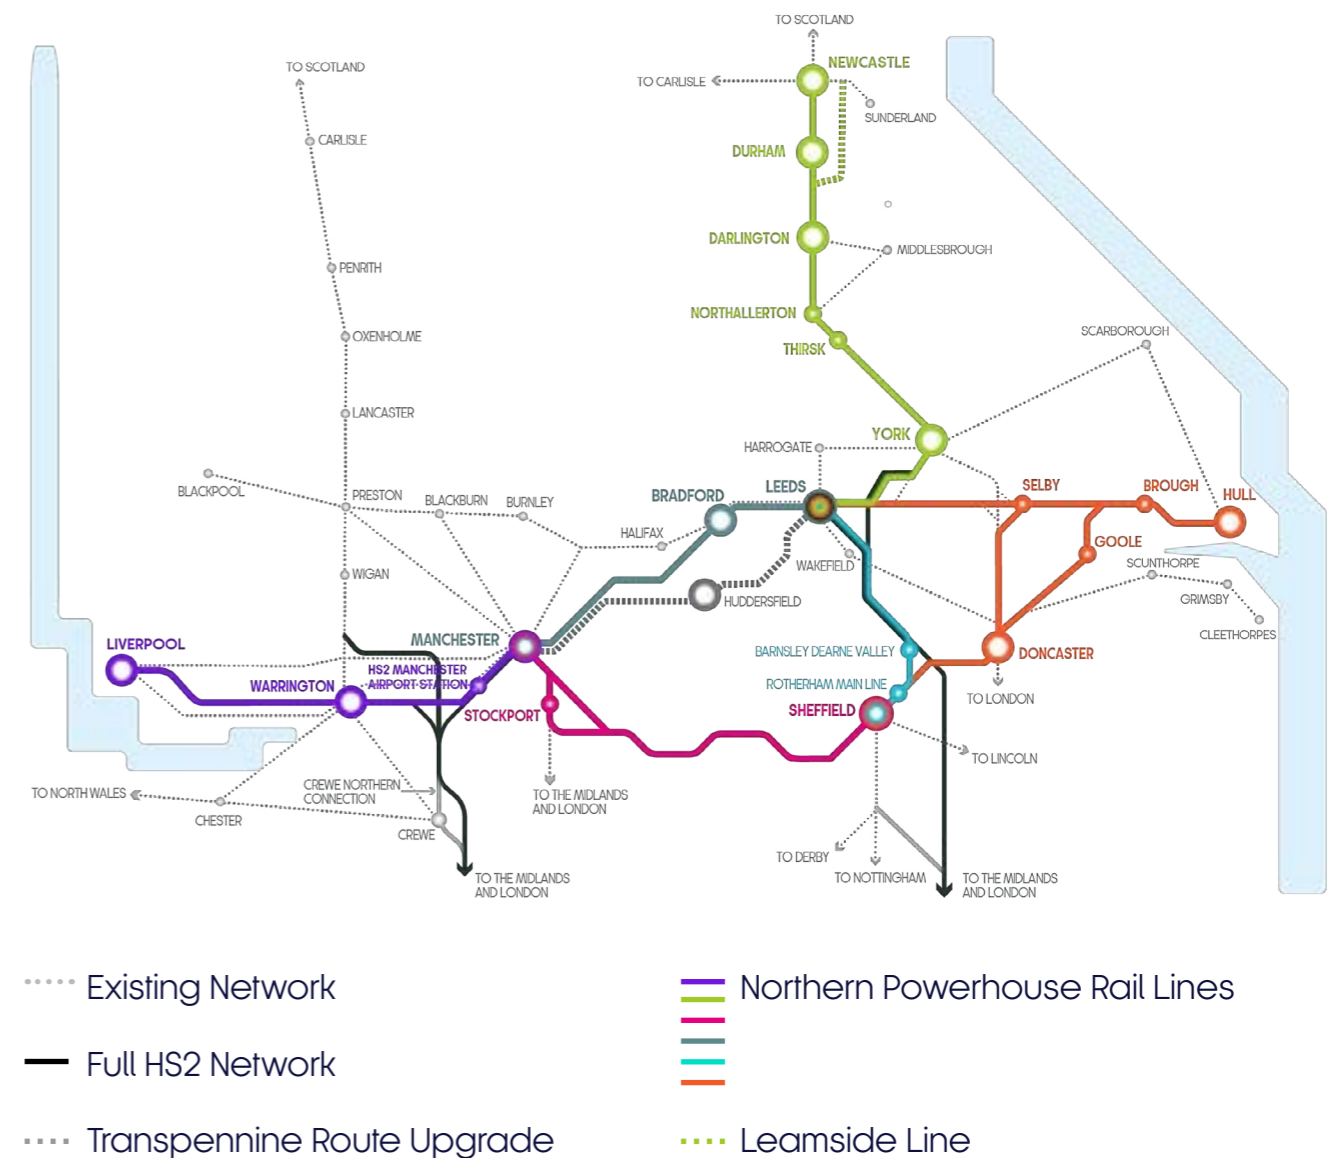 TO SCOTLAND
NEWCASTLE
TO CARLISLE
SUNDERLAND
TO SCOTLAND
CARLISLE
DURHAM
DARLINGTON
MIDDLESBROUGH
PENRITH
NORTHALLERTON
THIRSK
OXENHOLME
SCARBOROUGH
LANCASTER
YORK
HARROGATE
BLACKPOOL
PRESTON
BLACKBURN
BURNLEY
BRADFORD
LEEDS
SELBY
BROUGH
HULL
HALIFAX
GOOLE
WAKEFIELD
SCUNTHORPE
WIGAN
HUDDERSFIELD
GRIMSBY
CLEETHORPES
LIVERPOOL
MANCHESTER
BARNSLEY DEARNE VALLEY
DONCASTER
HS2 MANCHESTER
AIRPORT STATION
WARRINGTON
ROTHERHAM MAIN LINE
TO LONDON
STOCKPORT
SHEFFIELD
TO LINCOLN
TO NORTH WALES
CREWE NORTHERN
CONNECTION
TO THE MIDLANDS
AND LONDON
CHESTER
CREWE
TO DERBY
TO NOTTINGHAM
TO THE MIDLANDS
AND LONDON
TO THE MIDLANDS
AND LONDON
Existing Network
Northern Powerhouse Rail Lines
Full HS2 Network
Transpennine Route Upgrade
Leamside Line